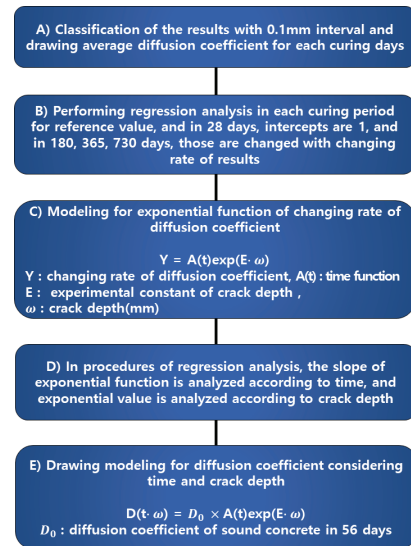 A) Classification of the results with 0.1mm interval and
drawing average diffusion coefficient for each curing days
B) Performing regression analysis in each curing period
for reference value, and in 28 days, intercepts are 1, and
in 180, 365, 730 days, those are changed with changing
rate of results
C) Modeling for exponential function of changing rate of
diffusion coefficient
Y = A(t)exp(E· ω)
Y : changing rate of diffusion coefficient, A(t) : time function
E : experimental constant of crack depth ,
ω : crack depth(mm)
D) In procedures of regression analysis, the slope of
exponential function is analyzed according to time, and
exponential value is analyzed according to crack depth
E) Drawing modeling for diffusion coefficient considering
time and crack depth
D(t· ω) = D₀ × A(t)exp(E· ω)
D₀ : diffusion coefficient of sound concrete in 56 days